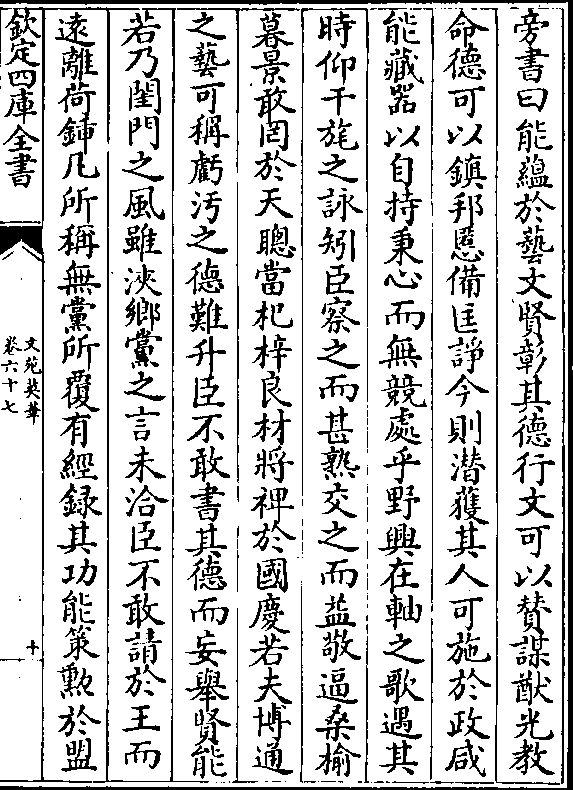 旁書曰能蘊於藝文賢彰其德行文可以賛謀猷光教
命德可以鎮邦慝備匡諍今則潛獲其人可施於政咸
能藏器以自持秉心而無競處乎野興在軸之歌遇其
時仰干旄之詠矧臣察之而甚熟交之而益敬逼桑榆
暮景敢罔於天聰當杞梓良材將裨於國慶若夫博通
之藝可稱虧汚之德難升臣不敢書其德而妄舉賢能
若乃閨門之風雖浹鄉黨之言未洽臣不敢請於王而
遠離荷鍾凡所稱無黨所覆有經録其功能策勲於盟
欽定四庫全書
文苑英華
卷六十七
十